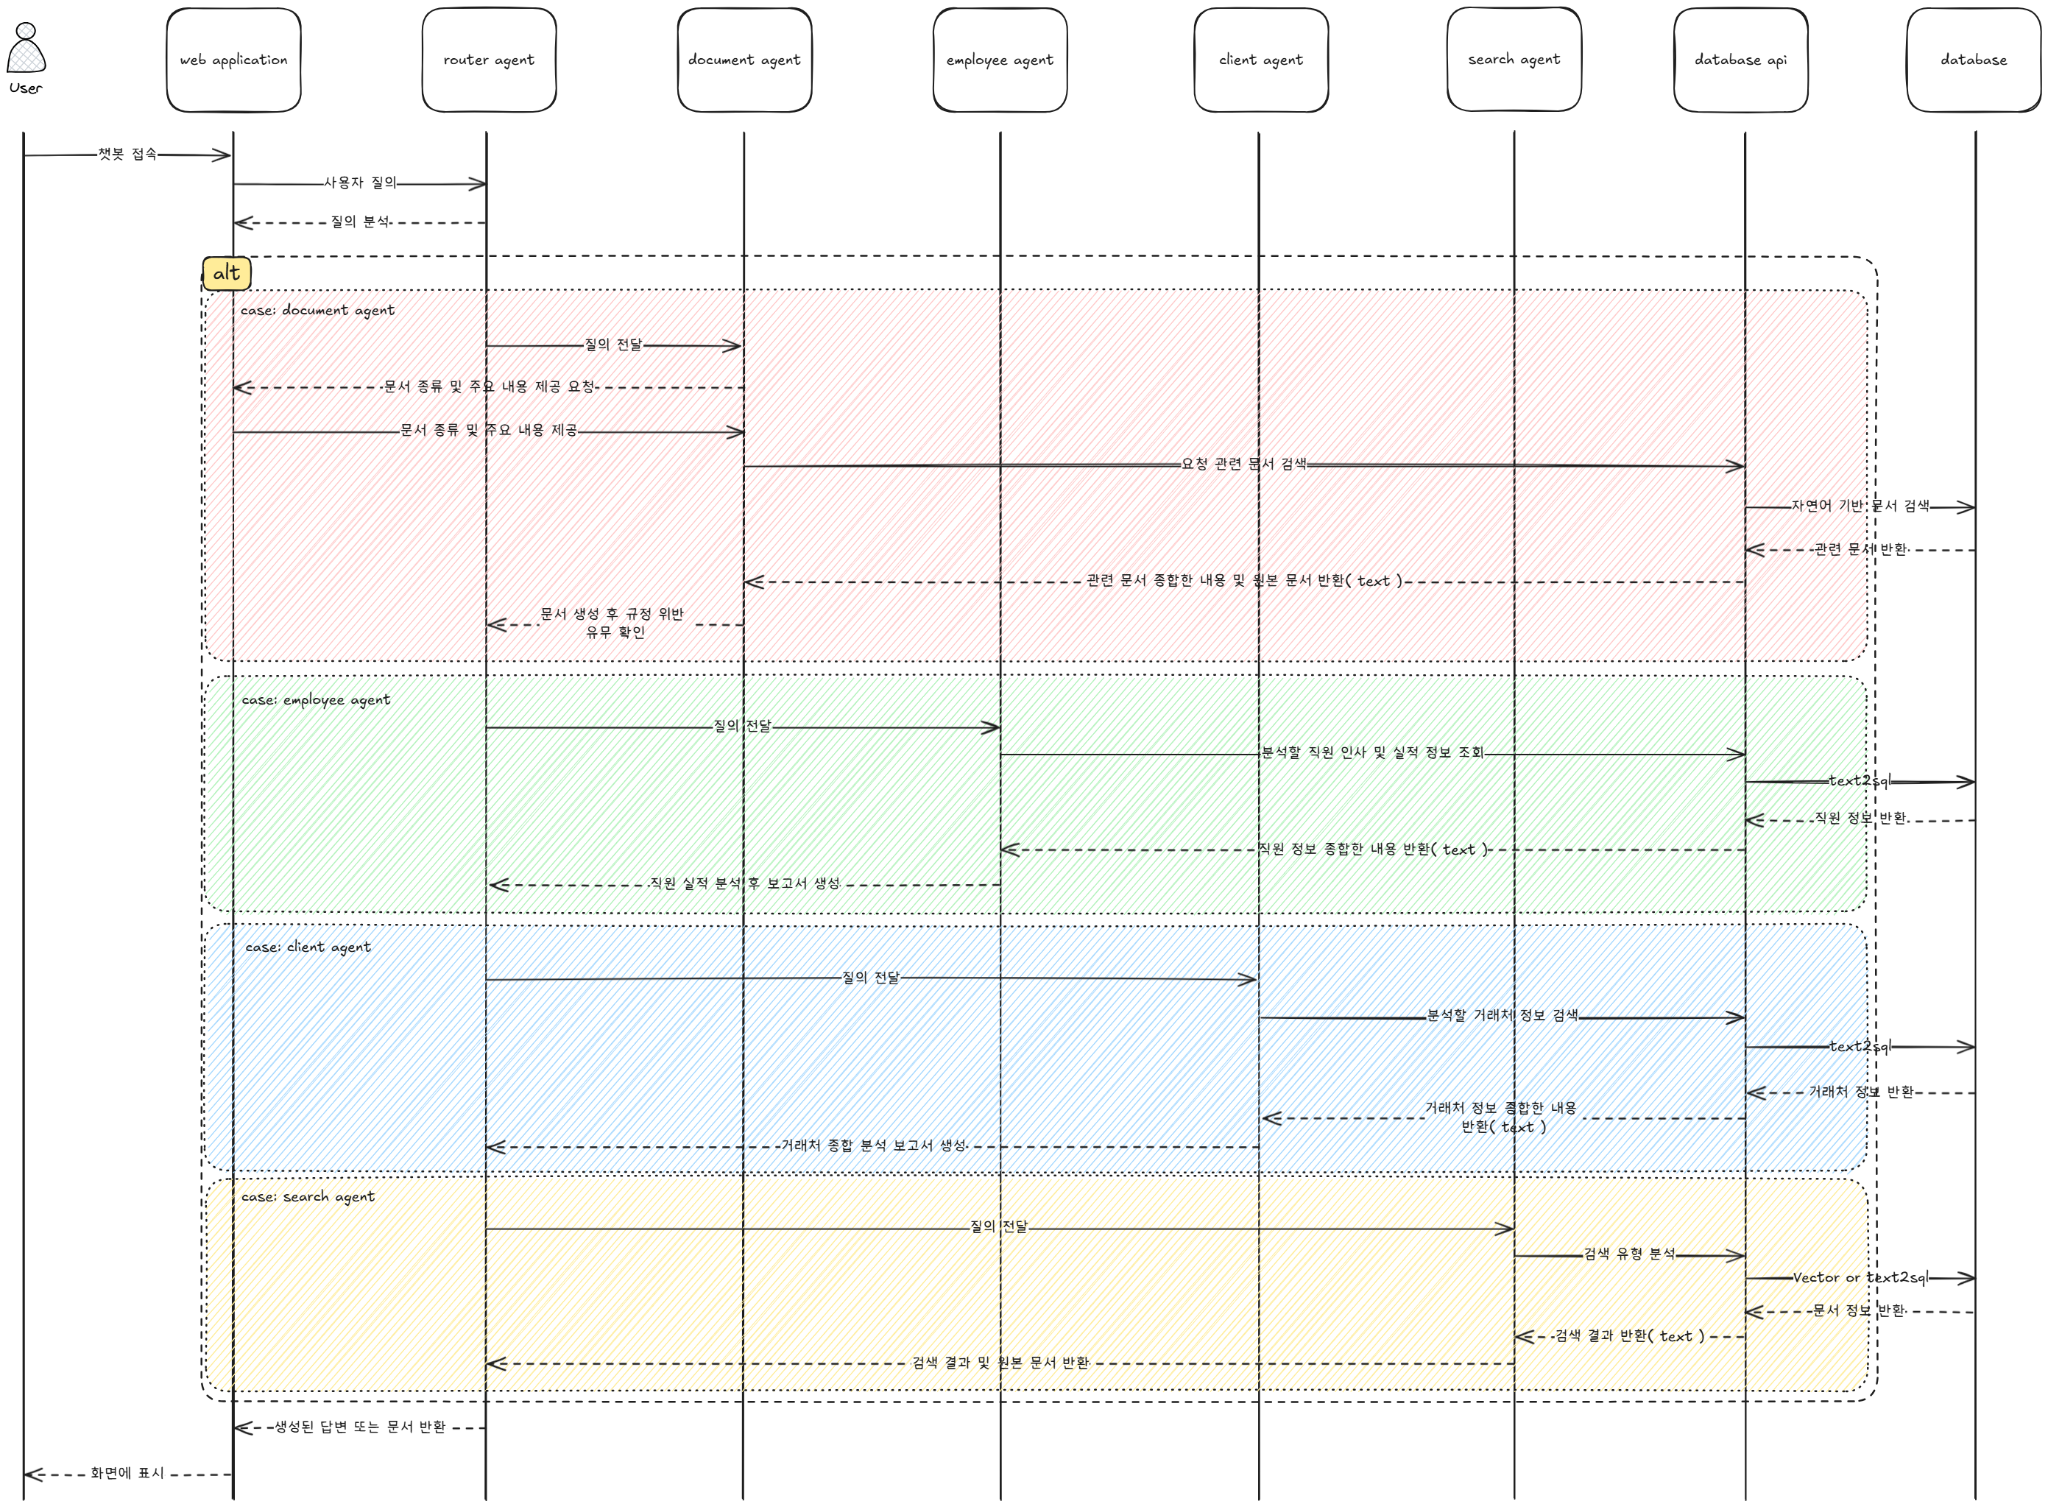 User
web application
router agent
document agent
employee agent
client agent
search agent
database api
database
챗봇 접속
사용자 질의
질의 분석
alt
case: document agent
질의 전달
문서 종류 및 주요 내용 제공 요청
문서 종류 및 주요 내용 제공
요청 관련 문서 검색
자연어 기반 문서 검색
관련 문서 반환
관련 문서 종합한 내용 및 원본 문서 반환( text )
문서 생성 후 규정 위반
유무 확인
case: employee agent
질의 전달
분석할 직원 인사 및 실적 정보 조회
text2sql
직원 정보 반환
직원 정보 종합한 내용 반환( text )
직원 실적 분석 후 보고서 생성
case: client agent
질의 전달
분석할 거래처 정보 검색
text2sql
거래처 정보 반환
거래처 정보 종합한 내용
반환( text )
거래처 종합 분석 보고서 생성
case: search agent
질의 전달
검색 유형 분석
Vector or text2sql
문서 정보 반환
검색 결과 반환( text )
검색 결과 및 원본 문서 반환
생성된 답변 또는 문서 반환
화면에 표시